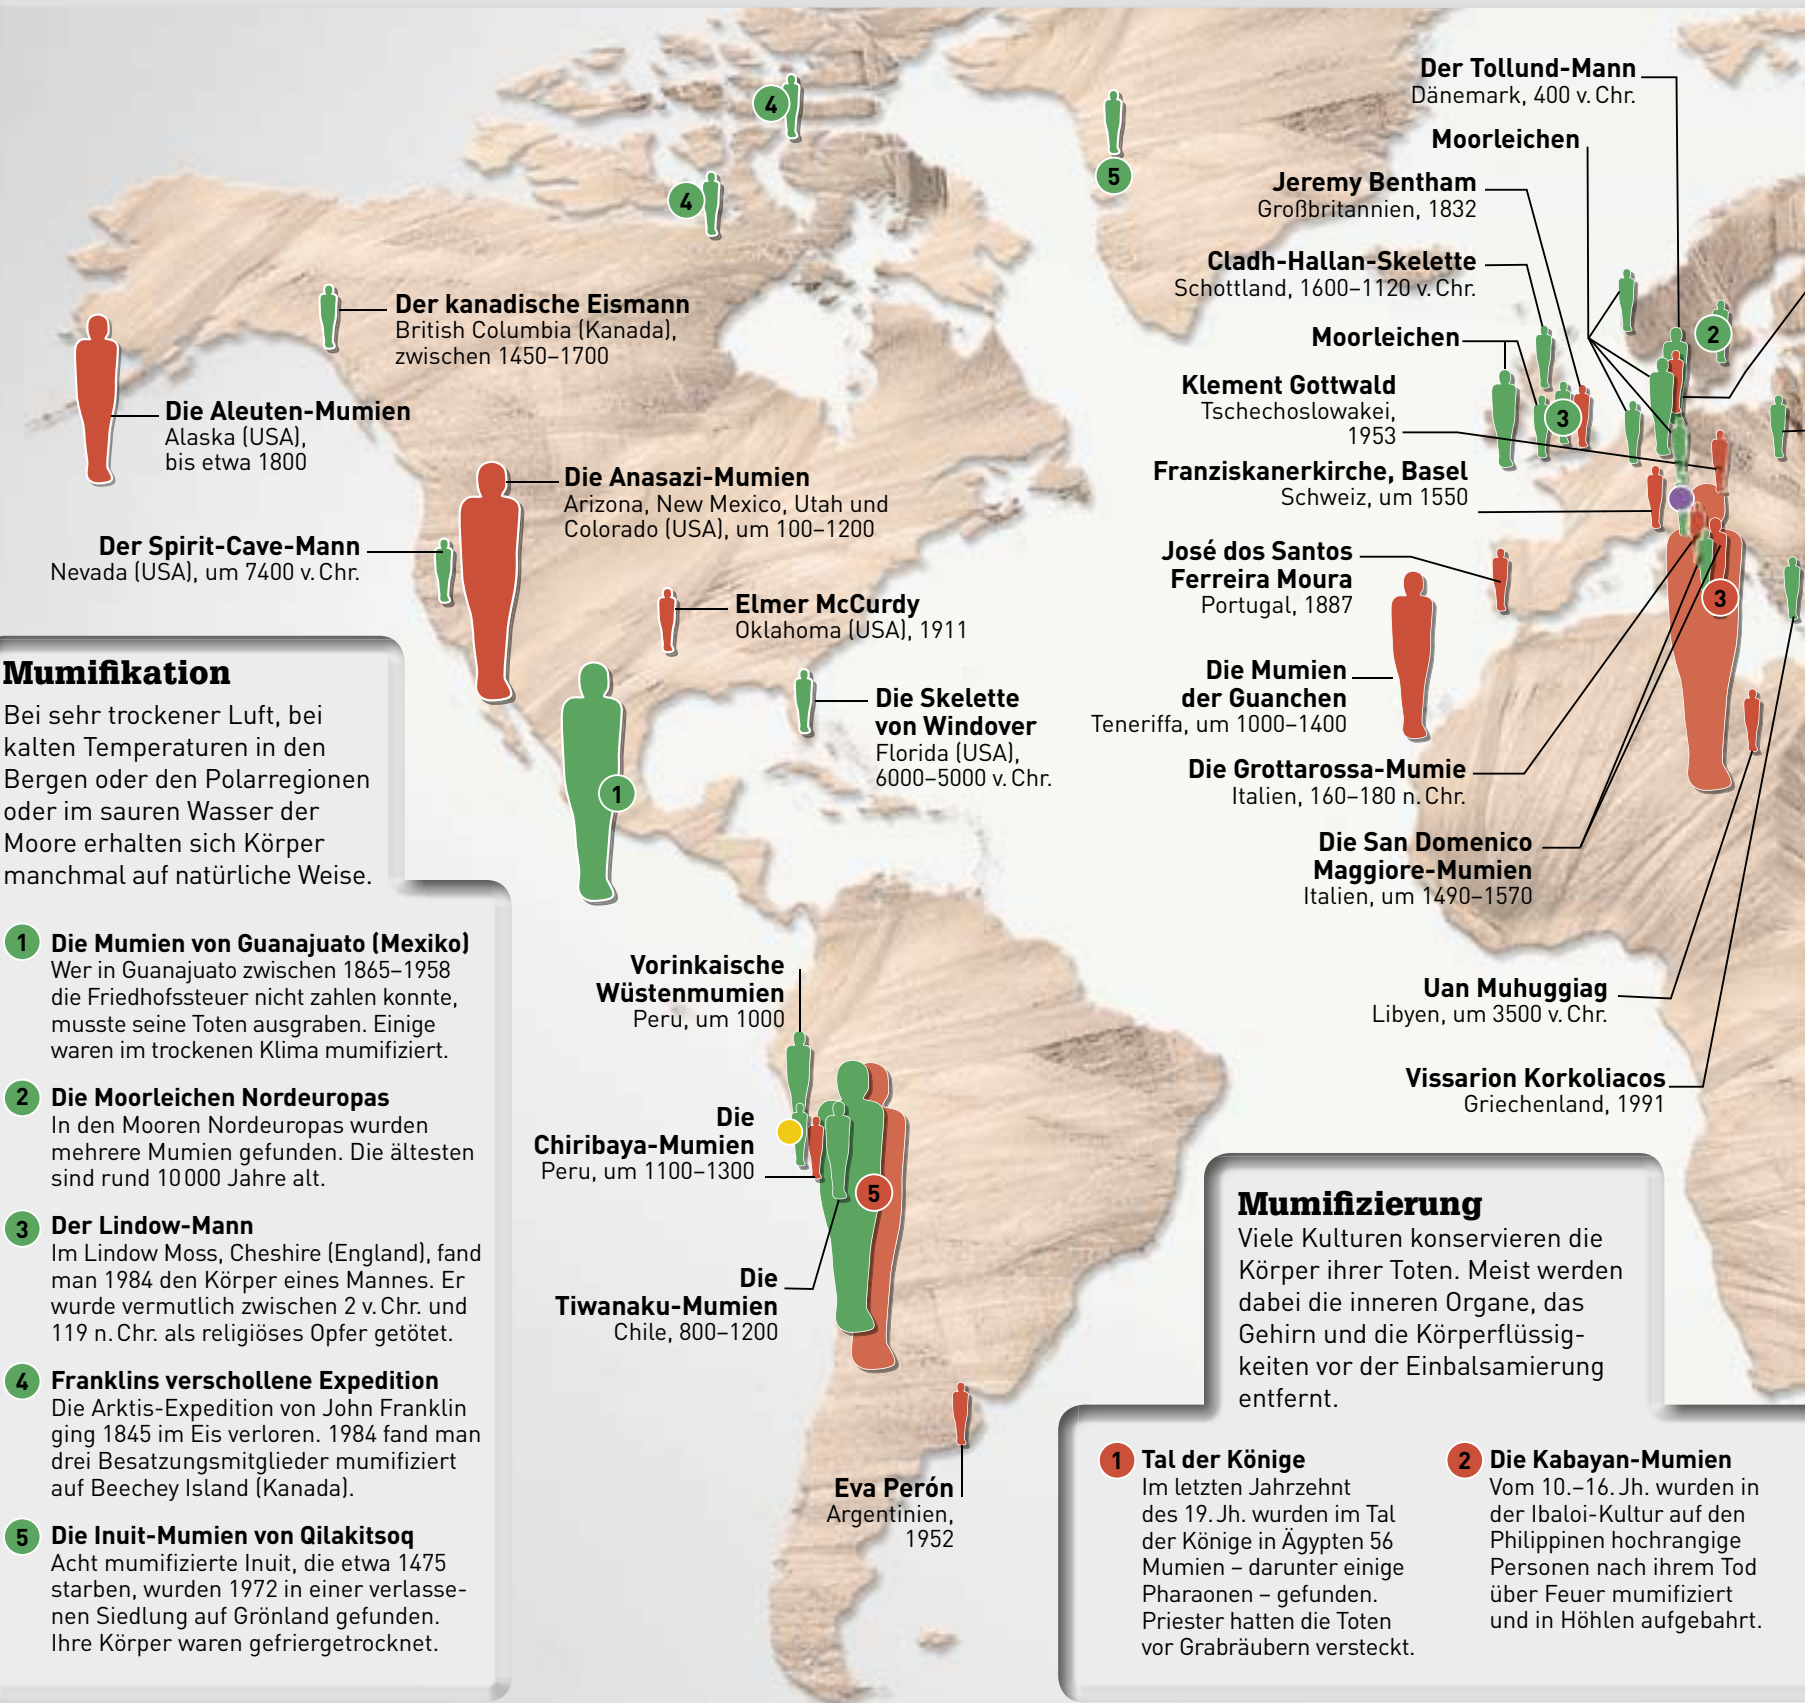 4
4
5
Der kanadische Eismann
British Columbia (Kanada),
zwischen 1450–1700
Die Aleuten-Mumien
Alaska (USA),
bis etwa 1800
Die Anasazi-Mumien
Arizona, New Mexico, Utah und
Colorado (USA), um 100–1200
Der Spirit-Cave-Mann
Nevada (USA), um 7400 v. Chr.
Elmer McCurdy
Oklahoma (USA), 1911
Die Skelette
von Windover
Florida (USA),
6000–5000 v. Chr.
1
Der Tollund-Mann
Dänemark, 400 v. Chr.
Moorleichen
Jeremy Bentham
Großbritannien, 1832
Cladh-Hallan-Skelette
Schottland, 1600–1120 v. Chr.
Moorleichen
2
3
Klement Gottwald
Tschechoslowakei,
1953
Franziskanerkirche, Basel
Schweiz, um 1550
José dos Santos
Ferreira Moura
Portugal, 1887
3
Die Mumien
der Guanchen
Teneriffa, um 1000–1400
Die Grottarossa-Mumie
Italien, 160–180 n. Chr.
Die San Domenico
Maggiore-Mumien
Italien, um 1490–1570
Uan Muhuggiag
Libyen, um 3500 v. Chr.
Vissarion Korkoliacos
Griechenland, 1991
Vorinkaische
Wüstenmumien
Peru, um 1000
Die
Chiribaya-Mumien
Peru, um 1100–1300
5
Die
Tiwanaku-Mumien
Chile, 800–1200
Eva Perón
Argentinien,
1952
Mumifikation
Bei sehr trockener Luft, bei
kalten Temperaturen in den
Bergen oder den Polarregionen
oder im sauren Wasser der
Moore erhalten sich Körper
manchmal auf natürliche Weise.
1 Die Mumien von Guanajuato (Mexiko)
Wer in Guanajuato zwischen 1865–1958
die Friedhofssteuer nicht zahlen konnte,
musste seine Toten ausgraben. Einige
waren im trockenen Klima mumifiziert.
2 Die Moorleichen Nordeuropas
In den Mooren Nordeuropas wurden
mehrere Mumien gefunden. Die ältesten
sind rund 10 000 Jahre alt.
3 Der Lindow-Mann
Im Lindow Moss, Cheshire (England), fand
man 1984 den Körper eines Mannes. Er
wurde vermutlich zwischen 2 v. Chr. und
119 n. Chr. als religiöses Opfer getötet.
4 Franklins verschollene Expedition
Die Arktis-Expedition von John Franklin
ging 1845 im Eis verloren. 1984 fand man
drei Besatzungsmitglieder mumifiziert
auf Beechey Island (Kanada).
5 Die Inuit-Mumien von Qilakitsoq
Acht mumifizierte Inuit, die etwa 1475
starben, wurden 1972 in einer verlasse-
nen Siedlung auf Grönland gefunden.
Ihre Körper waren gefriergetrocknet.
Mumifizierung
Viele Kulturen konservieren die
Körper ihrer Toten. Meist werden
dabei die inneren Organe, das
Gehirn und die Körperflüssig-
keiten vor der Einbalsamierung
entfernt.
1 Tal der Könige
Im letzten Jahrzehnt
des 19. Jh. wurden im Tal
der Könige in Ägypten 56
Mumien – darunter einige
Pharaonen – gefunden.
Priester hatten die Toten
vor Grabräubern versteckt.
2 Die Kabayan-Mumien
Vom 10.–16. Jh. wurden in
der Ibaloi-Kultur auf den
Philippinen hochrangige
Personen nach ihrem Tod
über Feuer mumifiziert
und in Höhlen aufgebahrt.